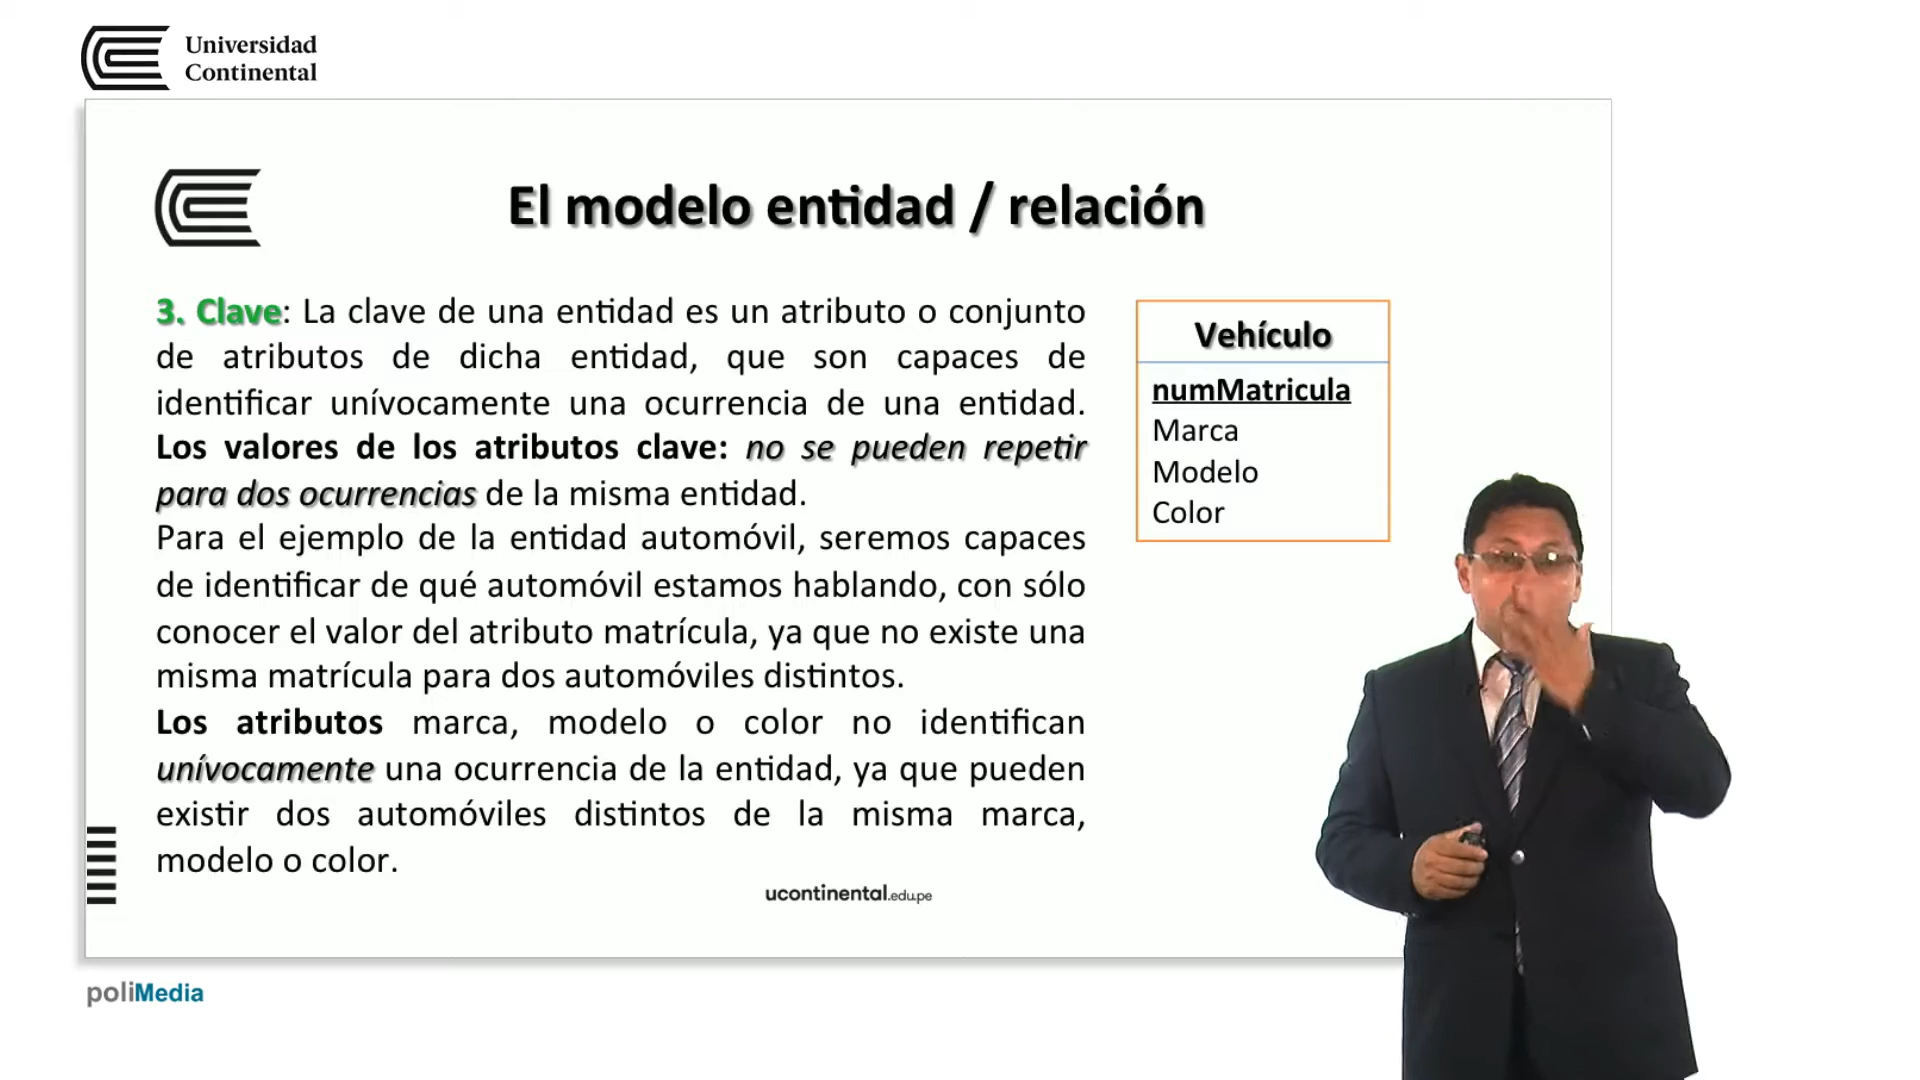 Universidad
Continental
El modelo entidad / relación
3. Clave: La clave de una entidad es un atributo o conjunto
de atributos de dicha entidad, que son capaces de
identificar unívocamente una ocurrencia de una entidad.
Los valores de los atributos clave: no se pueden repetir
para dos ocurrencias de la misma entidad.
Para el ejemplo de la entidad automóvil, seremos capaces
de identificar de qué automóvil estamos hablando, con sólo
conocer el valor del atributo matrícula, ya que no existe una
misma matrícula para dos automóviles distintos.
Los atributos marca, modelo o color no identifican
unívocamente una ocurrencia de la entidad, ya que pueden
existir dos automóviles distintos de la misma marca,
modelo o color.
Vehículo
numMatricula
Marca
Modelo
Color
ucontinental.edu.pe
poliMedia